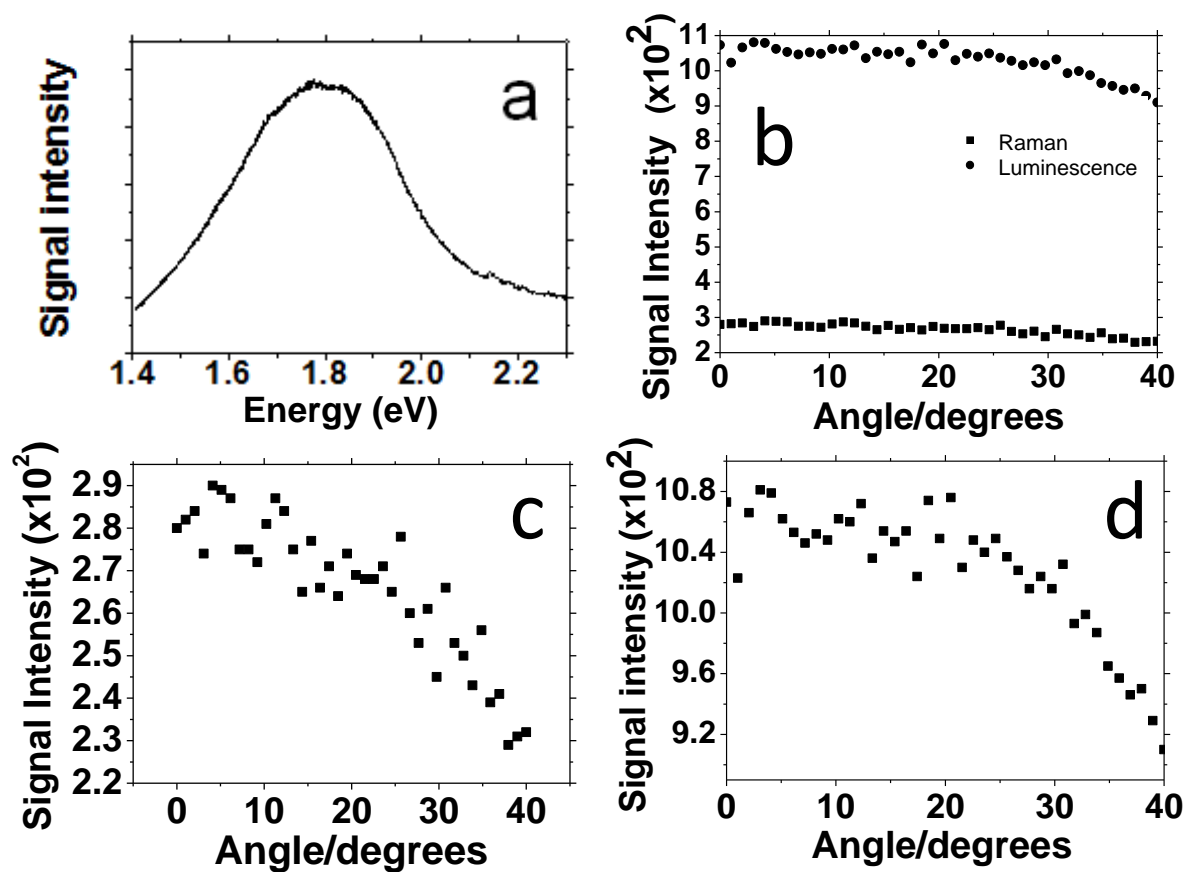 a
Signal intensity
1.4 1.6 1.8 2.0 2.2
Energy (eV)
b
Signal Intensity (x10²)
11
10
9
8
7
6
5
4
3
2
Raman
Luminescence
0 10 20 30 40
Angle/degrees
c
Signal Intensity (x10²)
2.9
2.8
2.7
2.6
2.5
2.4
2.3
2.2
0 10 20 30 40
Angle/degrees
d
Signal intensity (x10²)
10.8
10.4
10.0
9.6
9.2
0 10 20 30 40
Angle/degrees